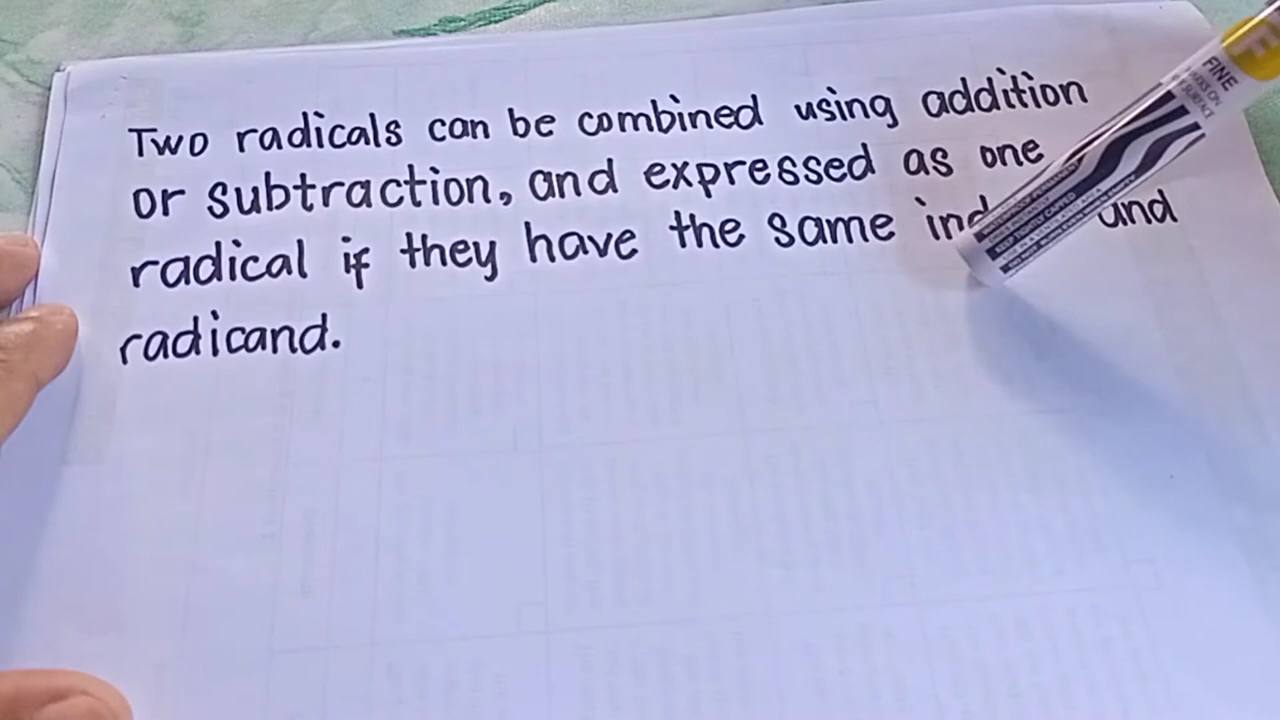 Two radicals can be combined using addition
or subtraction, and expressed as one
radical if they have the same and
radicand.
FINE